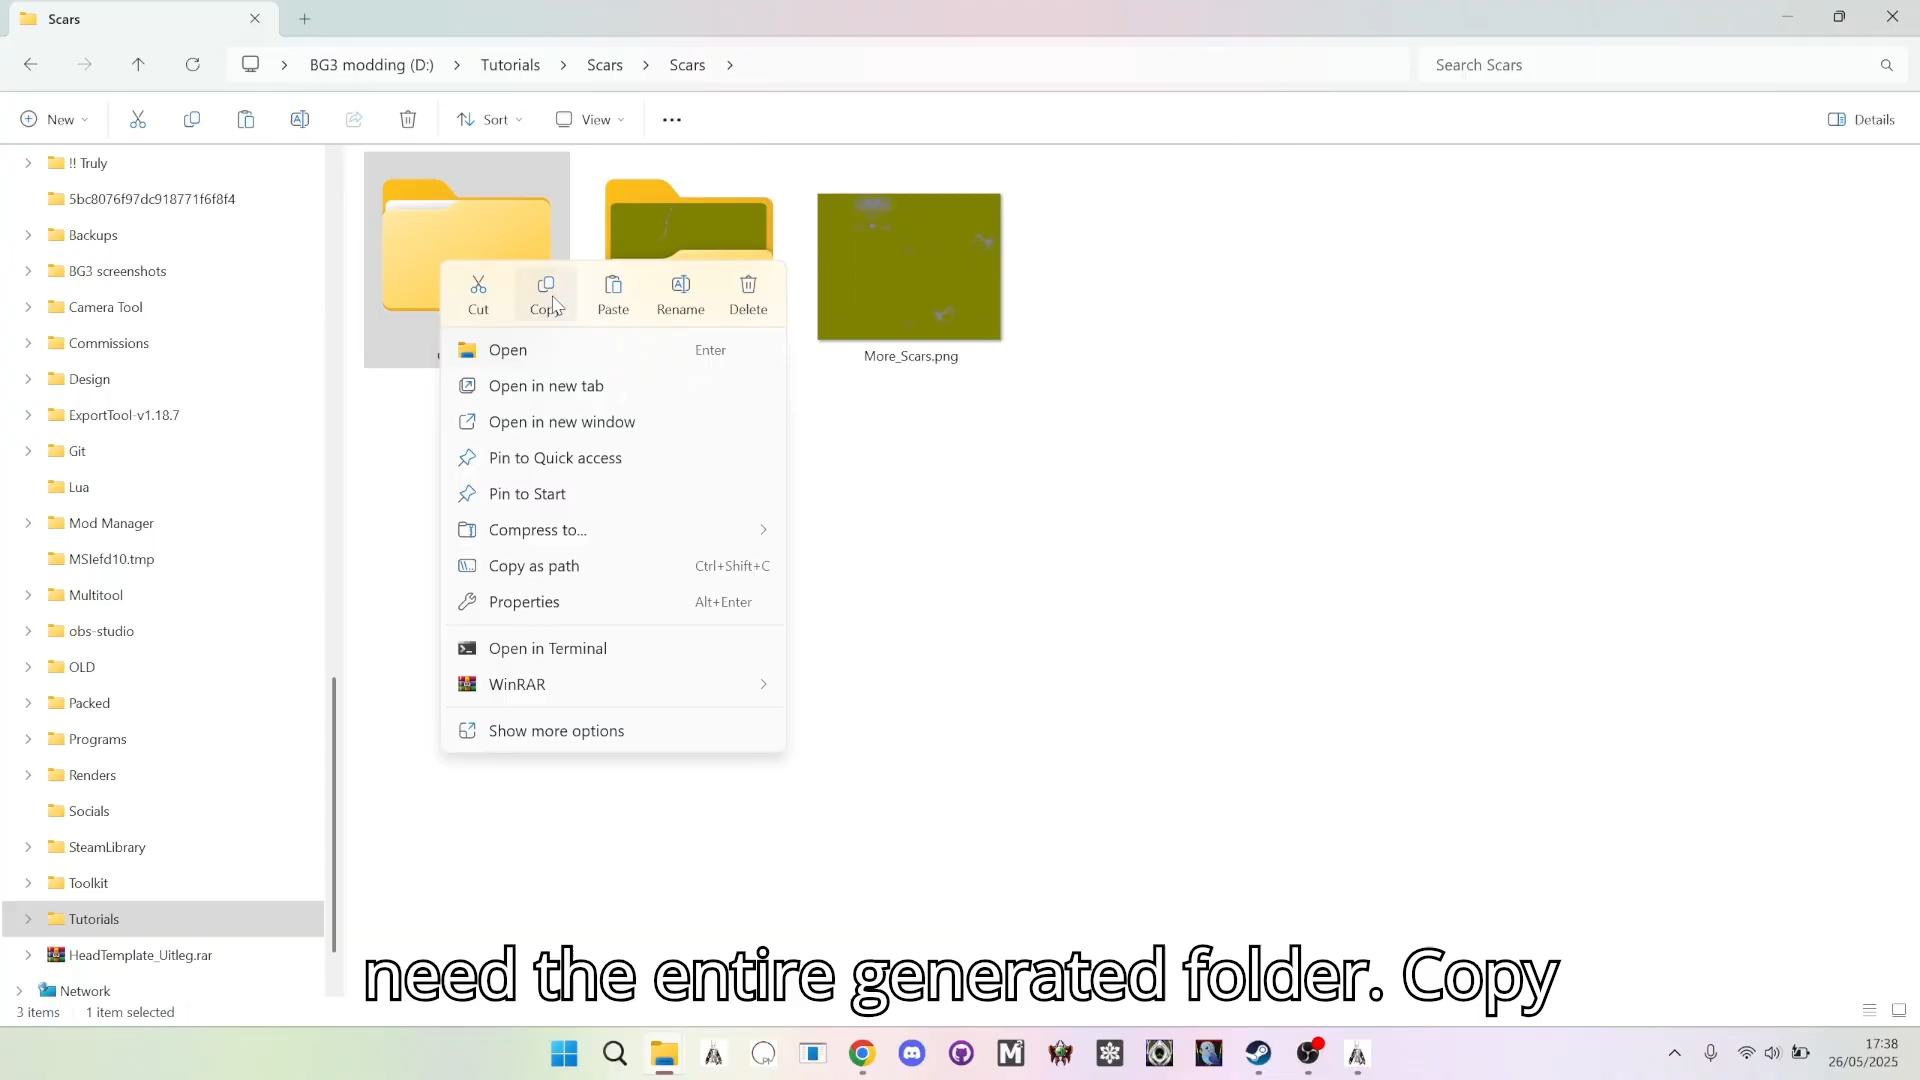 Scars
BG3 modding (D:)
Tutorials
Scars
Scars
Search Scars
New
Sort
View
Details
!! Truly
5bc8076f97dc918771f6f8f4
Backups
BG3 screenshots
Camera Tool
Commissions
Design
ExportTool-v1.18.7
Git
Lua
Mod Manager
MSIefd10.tmp
Multitool
obs-studio
OLD
Packed
Programs
Renders
Socials
SteamLibrary
Toolkit
Tutorials
HeadTemplate_Uitleg.rar
Network
More_Scars.png
Cut
Copy
Paste
Rename
Delete
Open Enter
Open in new tab
Open in new window
Pin to Quick access
Pin to Start
Compress to...
Copy as path Ctrl+Shift+C
Properties Alt+Enter
Open in Terminal
WinRAR
Show more options
need the entire generated folder. Copy
3 items 1 item selected
17:38
26/05/2025